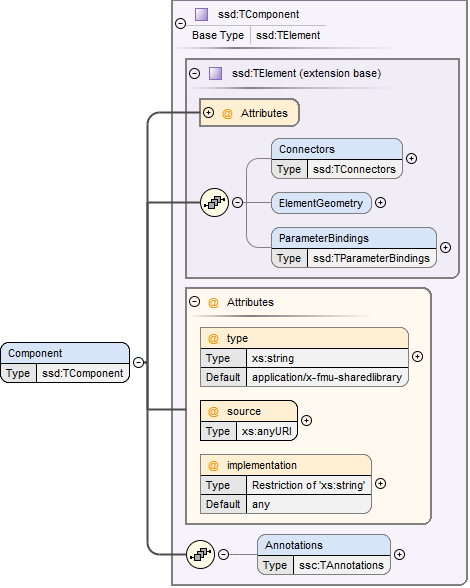 ssd:TComponent
Base Type ssd:TElement
ssd:TElement (extension base)
@ Attributes
Connectors
Type ssd:TConnectors
ElementGeometry
ParameterBindings
Type ssd:TParameterBindings
@ Attributes
@ type
Type xs:string
Default application/x-fmu-sharedlibrary
Component
Type ssd:TComponent
@ source
Type xs:anyURI
@ implementation
Type Restriction of 'xs:string'
Default any
Annotations
Type ssc:TAnnotations